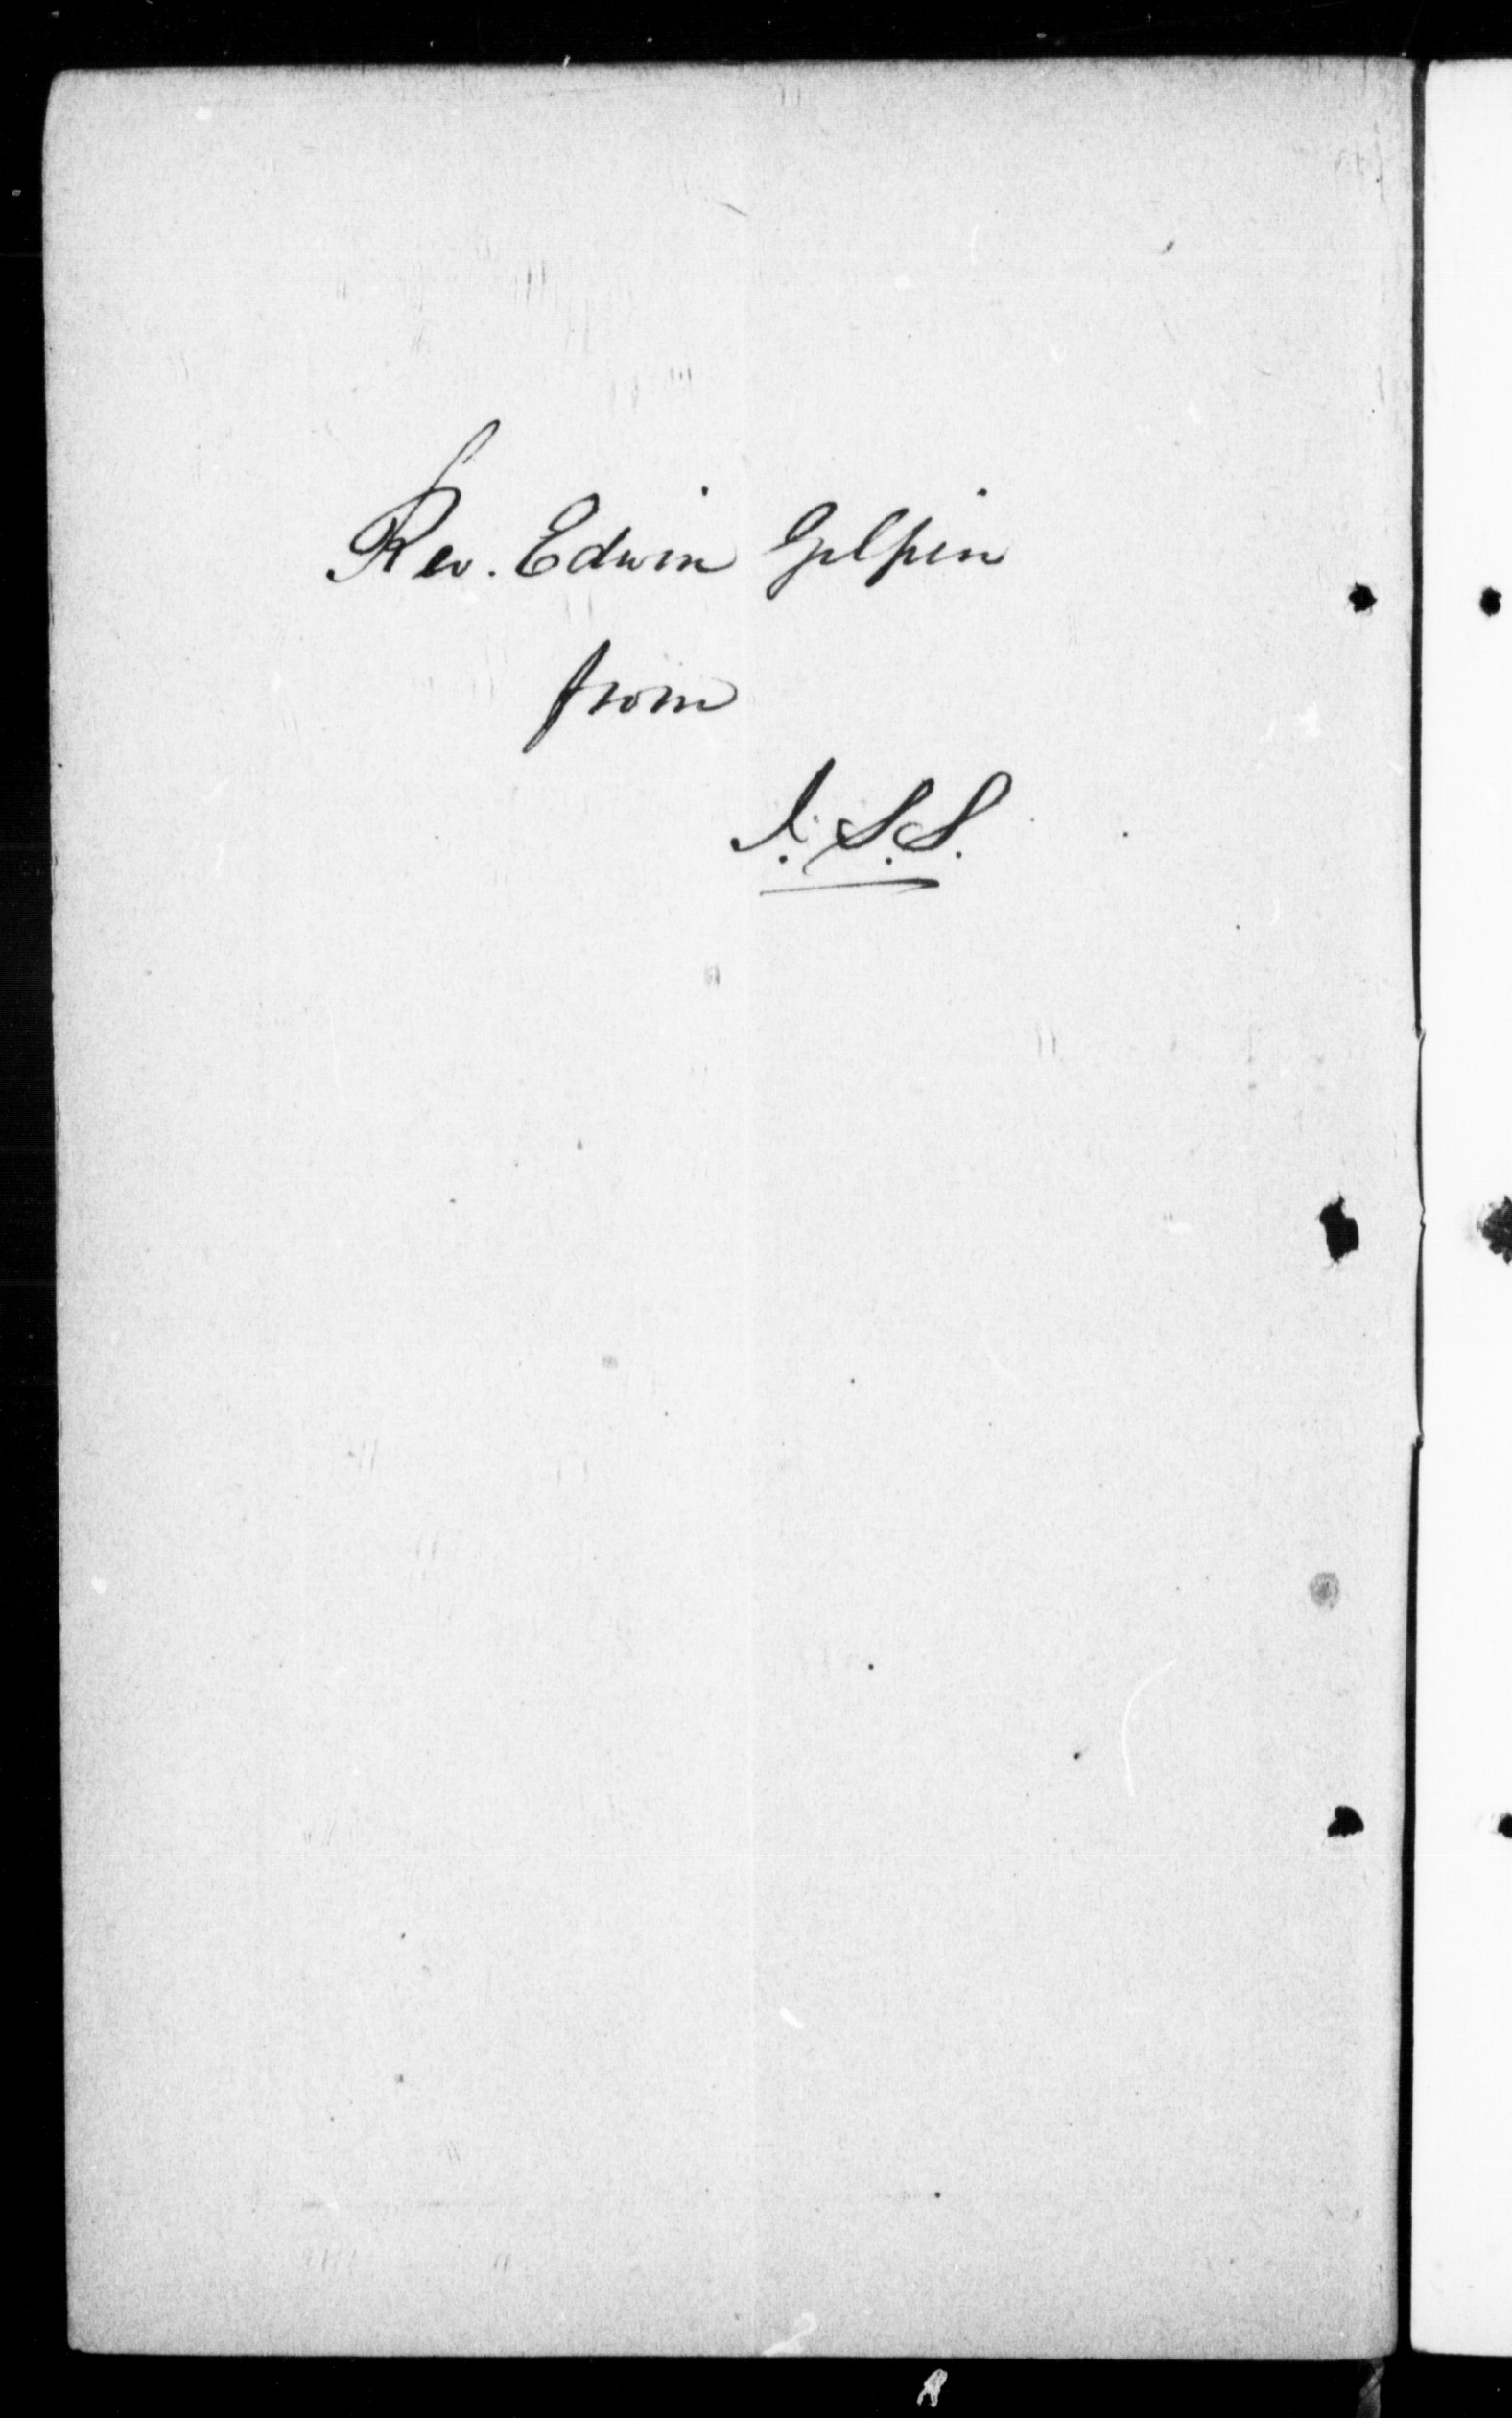 Rev. Edwin Gilpin
from
J. S. S.